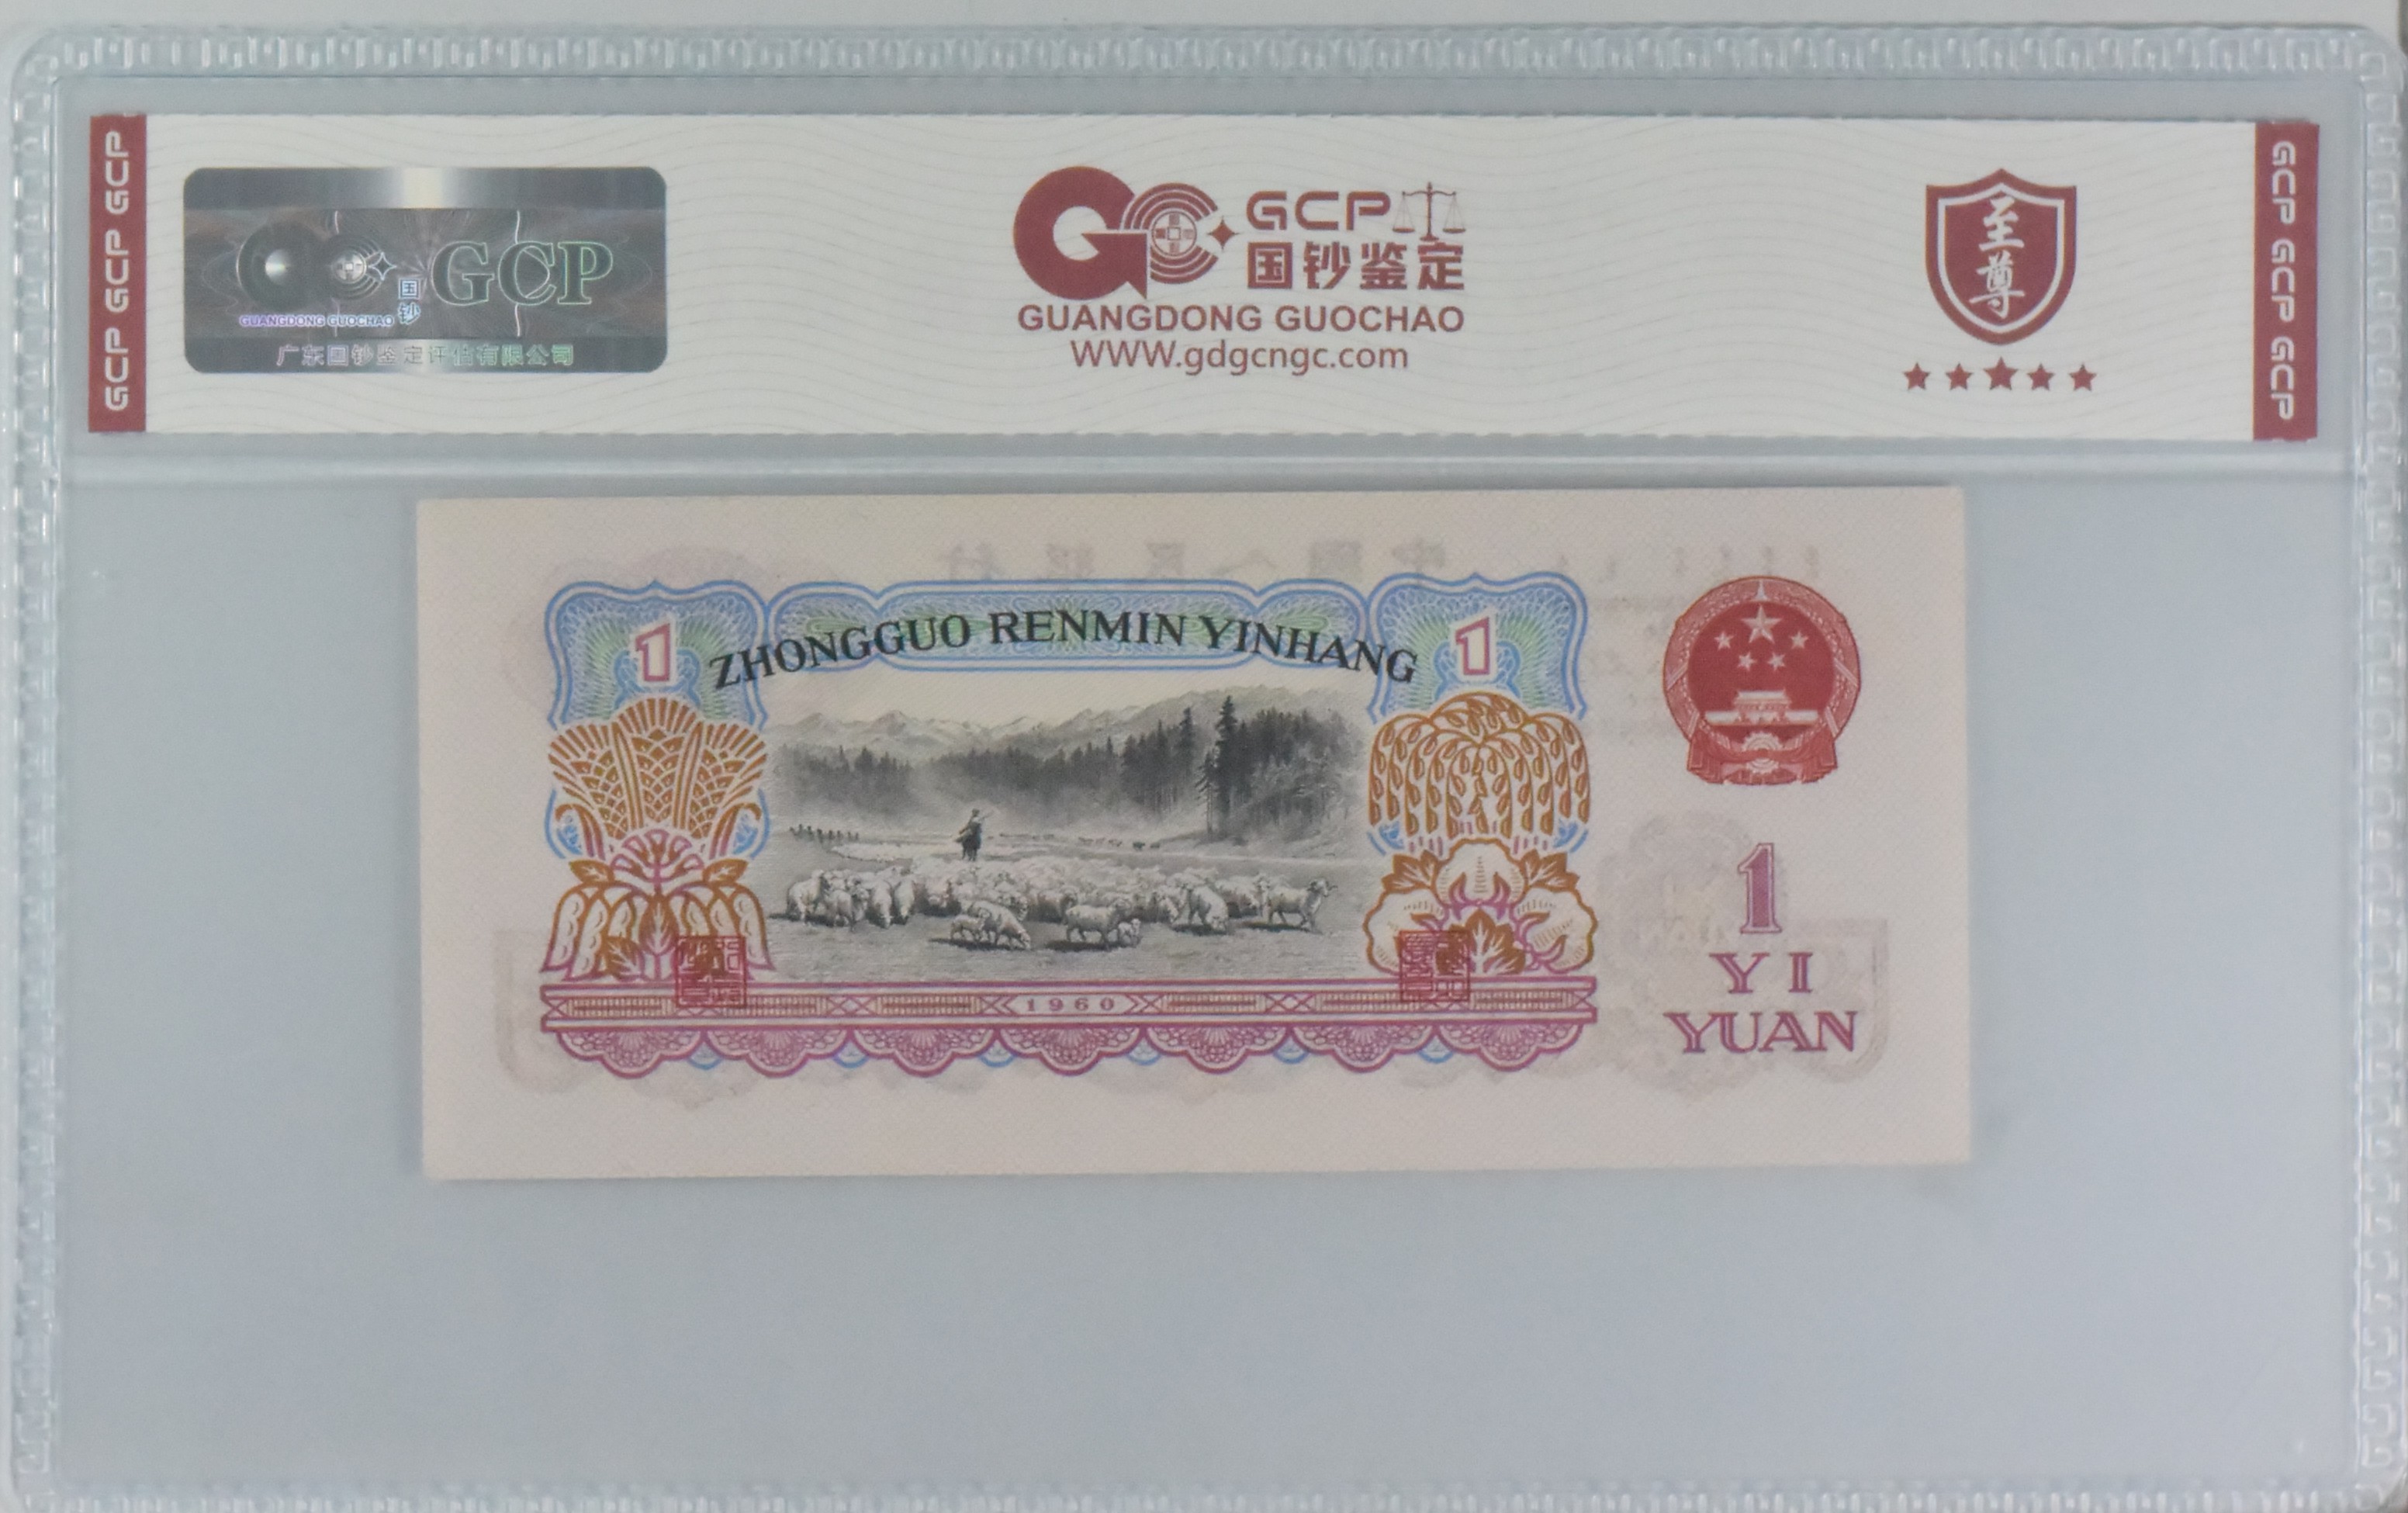 GCP GCP GCP
GCP
国钞
GUANGDONG GUOCHAO
广东国钞鉴定评估有限公司
GCP
国钞鉴定
GUANGDONG GUOCHAO
WWW.gdgcngc.com
至尊
GCP GCP GCP
ZHONGGUO RENMIN YINHANG
1
1
1960
1
YI
YUAN